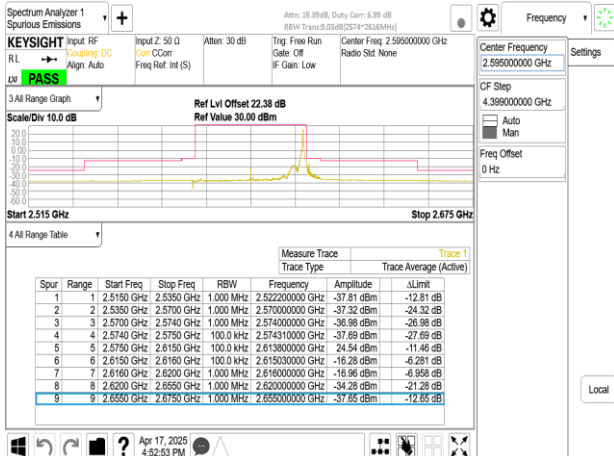 Spectrum Analyzer 1
Spurious Emissions
Attn: 15.39dB, Duty Corr: 6.99 dB
RBW Trans:9.03dB(2574~2616MHz)
Frequency
KEYSIGHT Input: RF Input Z: 50 Ω Atten: 30 dB Trig: Free Run Center Freq: 2.595000000 GHz
RL Coupling: DC Corr CCorr Gate: Off Radio Std: None
Align: Auto Freq Ref: Int (S) IF Gain: Low
LXI PASS
Center Frequency
2.595000000 GHz
Settings
CF Step
4.399000000 GHz
Auto
Man
Freq Offset
0 Hz
3 All Range Graph
Ref Lvl Offset 22.38 dB
Scale/Div 10.0 dB Ref Value 30.00 dBm
20.0
10.0
0.00
-10.0
-20.0
-30.0
-40.0
-50.0
-60.0
Start 2.515 GHz Stop 2.675 GHz
4 All Range Table
Measure Trace Trace 1
Trace Type Trace Average (Active)
Spur Range Start Freq Stop Freq RBW Frequency Amplitude ΔLimit
1 1 2.5150 GHz 2.5350 GHz 1.000 MHz 2.522200000 GHz -37.81 dBm -12.81 dB
2 2 2.5350 GHz 2.5700 GHz 1.000 MHz 2.570000000 GHz -37.32 dBm -24.32 dB
3 3 2.5700 GHz 2.5740 GHz 1.000 MHz 2.574000000 GHz -36.98 dBm -26.98 dB
4 4 2.5740 GHz 2.5750 GHz 100.0 kHz 2.574310000 GHz -37.69 dBm -27.69 dB
5 5 2.5750 GHz 2.6150 GHz 100.0 kHz 2.613800000 GHz 24.54 dBm -11.46 dB
6 6 2.6150 GHz 2.6160 GHz 100.0 kHz 2.615030000 GHz -16.28 dBm -6.281 dB
7 7 2.6160 GHz 2.6200 GHz 1.000 MHz 2.616000000 GHz -16.96 dBm -6.958 dB
8 8 2.6200 GHz 2.6550 GHz 1.000 MHz 2.620000000 GHz -34.28 dBm -21.28 dB
9 9 2.6550 GHz 2.6750 GHz 1.000 MHz 2.655000000 GHz -37.65 dBm -12.65 dB
Local
? Apr 17, 2025
4:52:53 PM